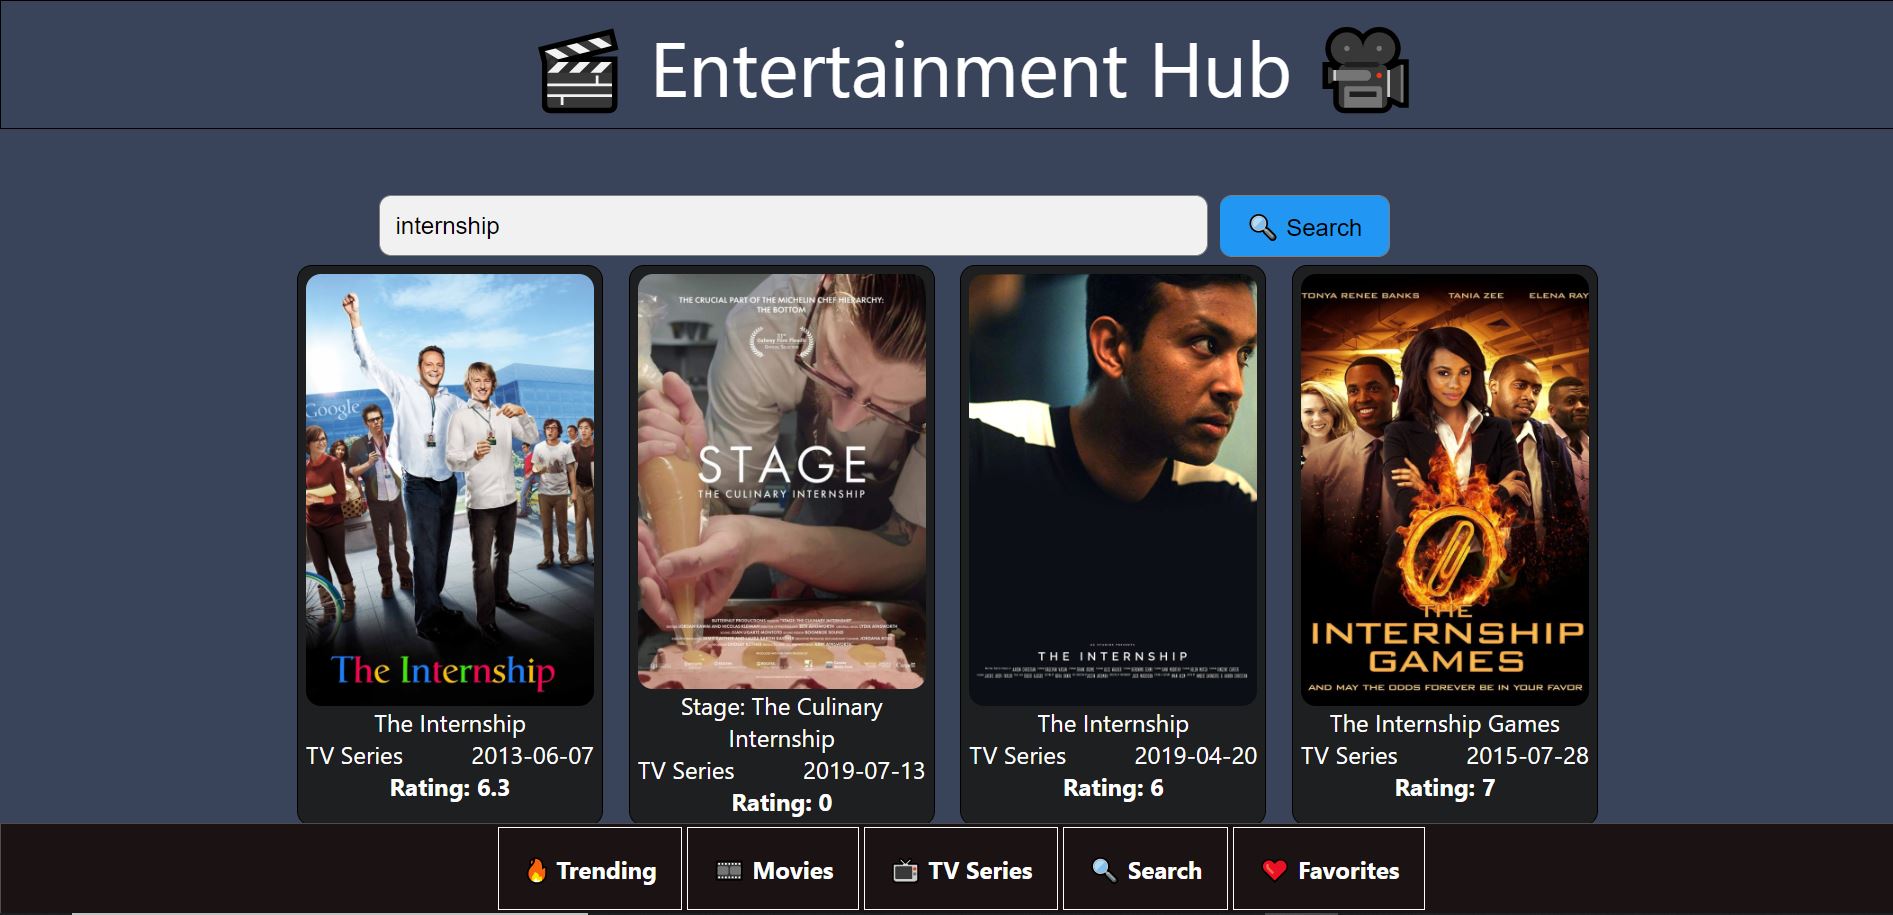 Entertainment Hub
internship
Search
Google
The Internship
The Internship
TV Series 2013-06-07
Rating: 6.3
THE CRUCIAL PART OF THE MICHELIN CHEF HIERARCHY:
THE BOTTOM
STAGE
THE CULINARY INTERNSHIP
Stage: The Culinary
Internship
TV Series 2019-07-13
Rating: 0
THE INTERNSHIP
The Internship
TV Series 2019-04-20
Rating: 6
TONYA RENEE BANKS TANIA ZEE ELENA RAY
THE
INTERNSHIP
GAMES
AND MAY THE ODDS FOREVER BE IN YOUR FAVOR
The Internship Games
TV Series 2015-07-28
Rating: 7
Trending
Movies
TV Series
Search
Favorites